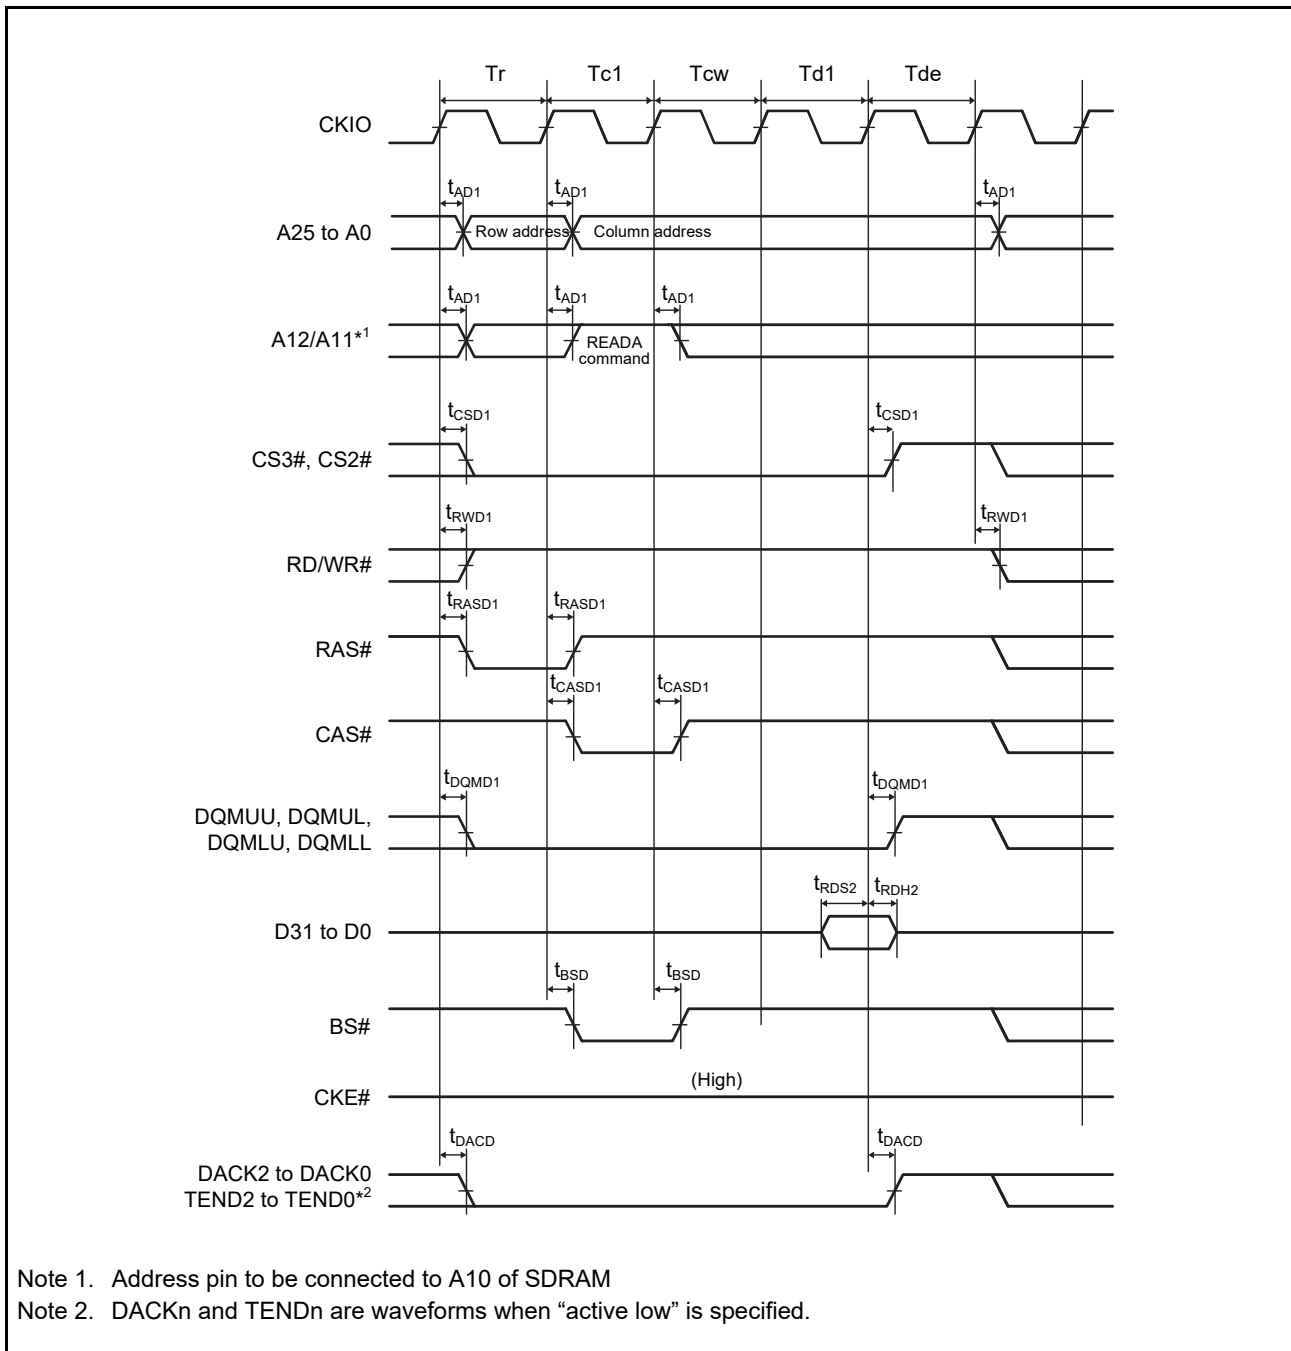 Tr Tc1 Tcw Td1 Tde
CKIO
tAD1 tAD1 tAD1
A25 to A0 Row address Column address
tAD1 tAD1 tAD1
A12/A11*1 READA
command
tCSD1 tCSD1
CS3#, CS2#
tRWD1 tRWD1
RD/WR#
tRASD1 tRASD1
RAS#
tCASD1 tCASD1
CAS#
tDQMD1 tDQMD1
DQMUU, DQMUL,
DQMLU, DQMLL
tRDS2 tRDH2
D31 to D0
tBSD tBSD
BS#
(High)
CKE#
tDACD tDACD
DACK2 to DACK0
TEND2 to TEND0*2
Note 1. Address pin to be connected to A10 of SDRAM
Note 2. DACKn and TENDn are waveforms when “active low” is specified.